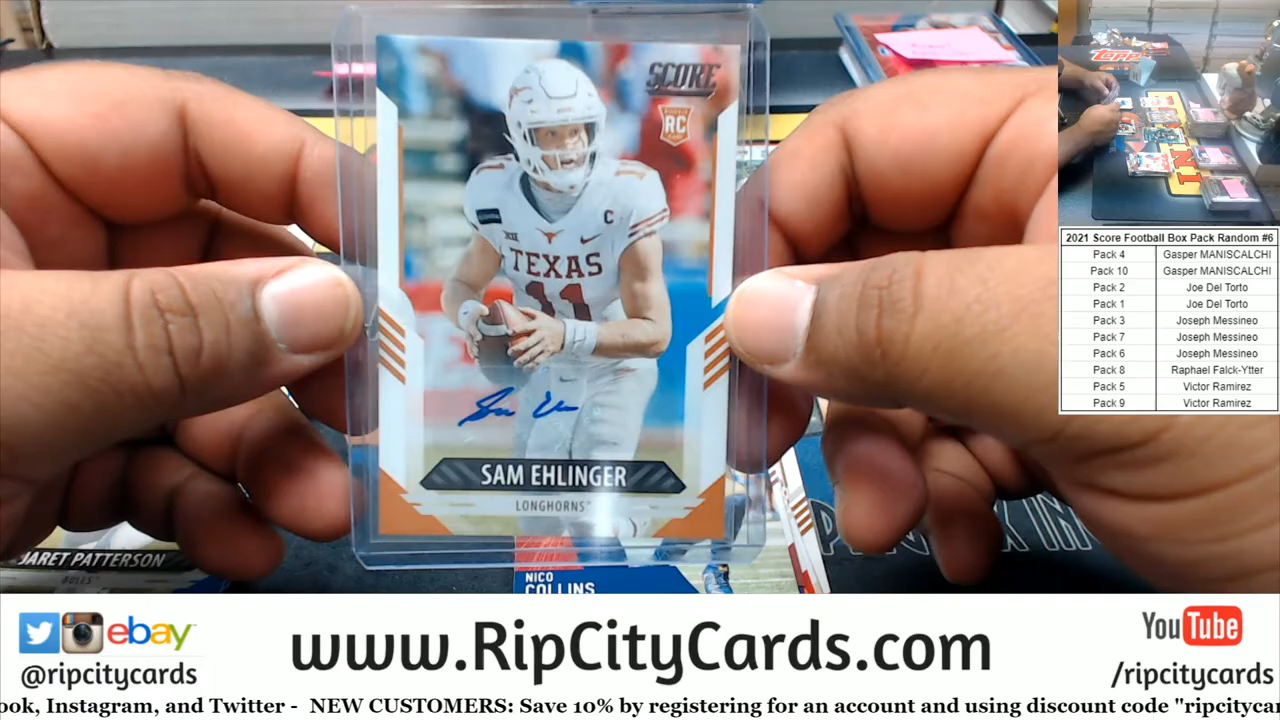 SCORE
ROOKIE
RC
11
C
TEXAS
11
SAM EHLINGER
LONGHORNS
JARET PATTERSON
BULLS
NICO
COLLINS
TOPPS
2021 Score Football Box Pack Random #6
Pack 4 Gasper MANISCALCHI
Pack 10 Gasper MANISCALCHI
Pack 2 Joe Del Torto
Pack 1 Joe Del Torto
Pack 3 Joseph Messineo
Pack 7 Joseph Messineo
Pack 6 Joseph Messineo
Pack 8 Raphael Falck-Ytter
Pack 5 Victor Ramirez
Pack 9 Victor Ramirez
ebay
@ripcitycards
www.RipCityCards.com
YouTube
/ripcitycards
ook, Instagram, and Twitter - NEW CUSTOMERS: Save 10% by registering for an account and using discount code "ripcitycar